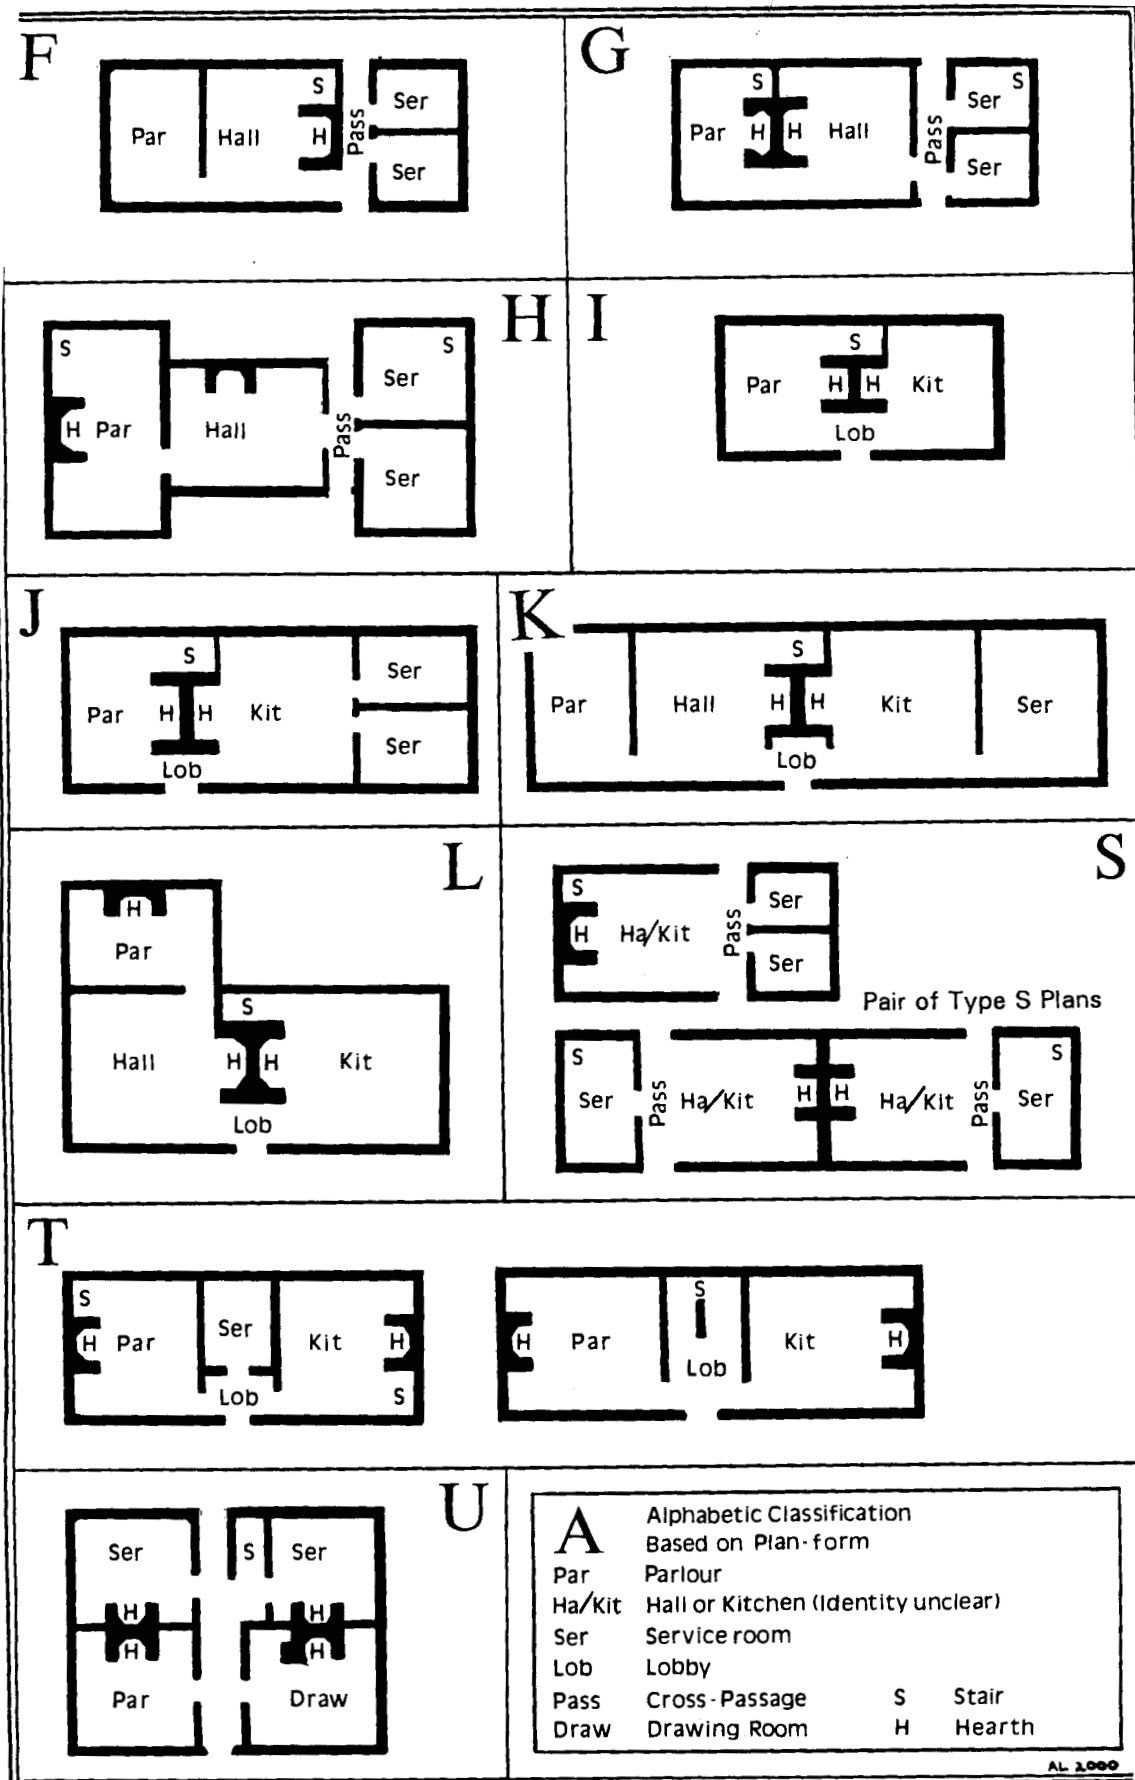 F
S
Par Hall H Pass Ser
Ser
G
S
Par H H Hall Pass Ser S
Ser
H
S
H Par Hall Pass Ser S
Ser
I
S
Par H H Kit
Lob
J
S
Par H H Kit Ser
Ser
Lob
K
S
Par Hall H H Kit Ser
Lob
L
H
Par
S
Hall H H Kit
Lob
S
S
H Ha/Kit Pass Ser
Ser
Pair of Type S Plans
S S
Ser Pass Ha/Kit H H Ha/Kit Pass Ser
T
S
H Par Ser Kit H
Lob S
S
H Par Kit H
Lob
U
Ser S Ser
H H
H H
Par Draw
A Alphabetic Classification
Based on Plan-form
Par Parlour
Ha/Kit Hall or Kitchen (Identity unclear)
Ser Service room
Lob Lobby
Pass Cross-Passage S Stair
Draw Drawing Room H Hearth
AL 2000